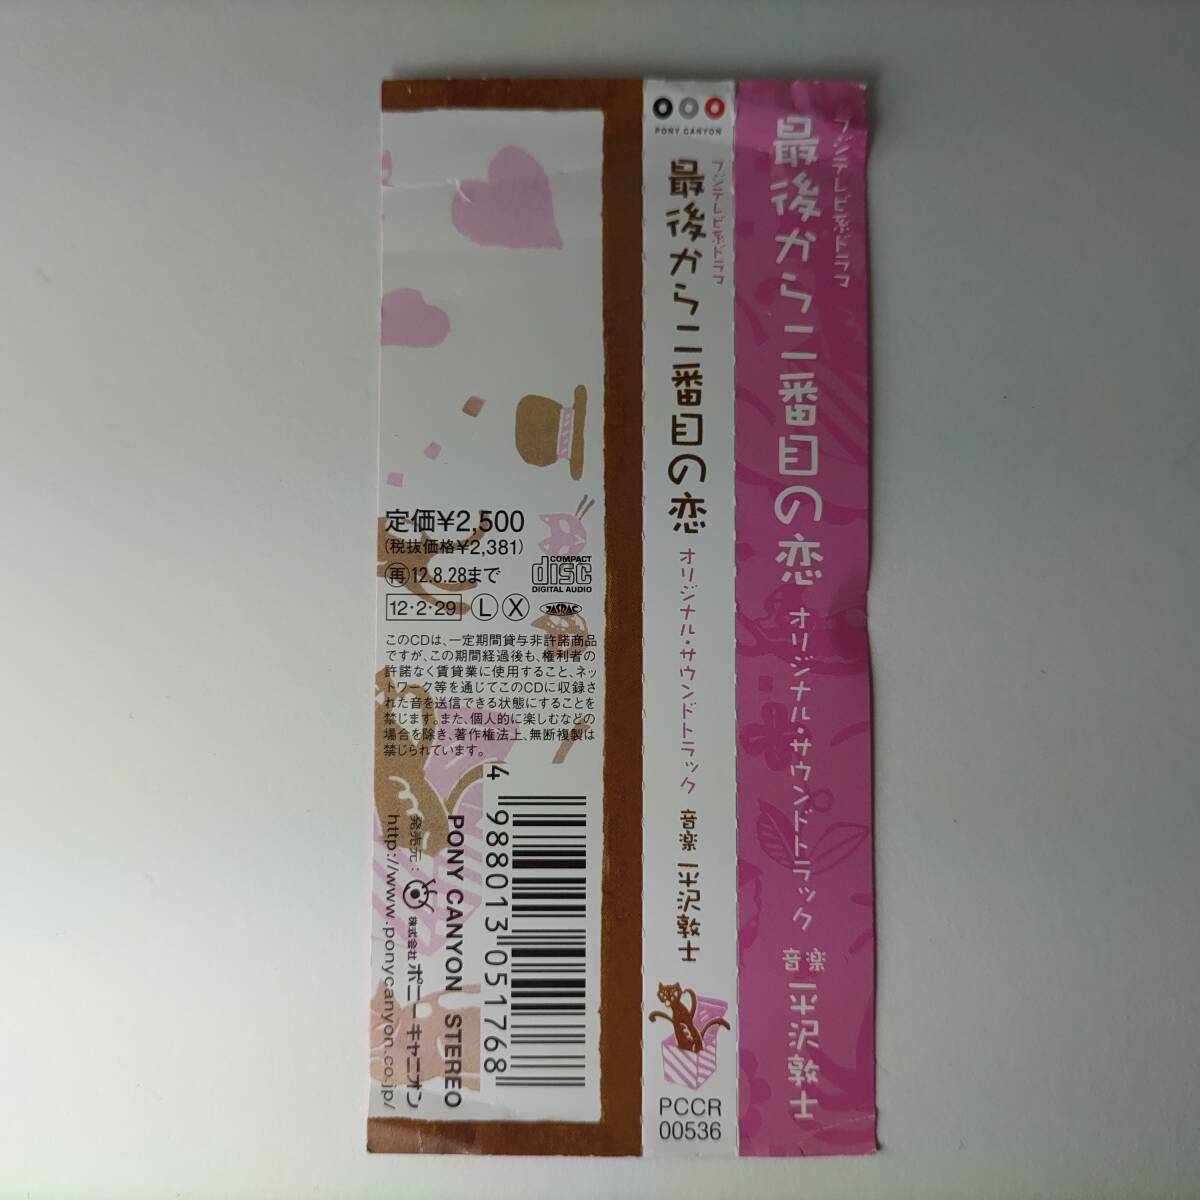 フジテレビ系ドラマ
最後から二番目の恋
オリジナル・サウンドトラック
音楽 平沢敦士
PONY CANYON
フジテレビ系ドラマ
最後から二番目の恋
オリジナル・サウンドトラック
音楽 平沢敦士
PCCR
00536
定価¥2,500
(税抜価格¥2,381)
再12.8.28まで
COMPACT
disc
DIGITAL AUDIO
12・2・29 L X JASRAC
このCDは、一定期間貸与非許諾商品
ですが、この期間経過後も、権利者の
許諾なく賃貸業に使用すること、ネッ
トワーク等を通じてこのCDに収録さ
れた音を送信できる状態にすることを
禁じます。また、個人的に楽しむなどの
場合を除き、著作権法上、無断複製は
禁じられています。
4 988013 051768
PONY CANYON STEREO
発売元: 株式会社 ポニーキャニオン
http://www.ponycanyon.co.jp/